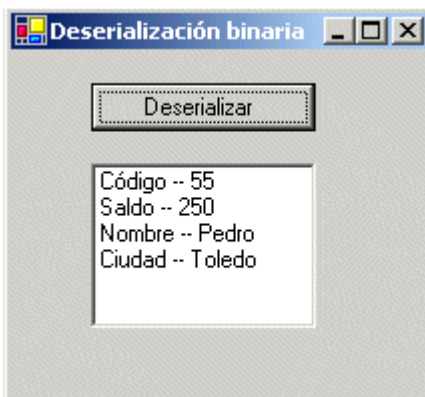 Deserialización binaria
Deserializar
Código -- 55
Saldo -- 250
Nombre -- Pedro
Ciudad -- Toledo